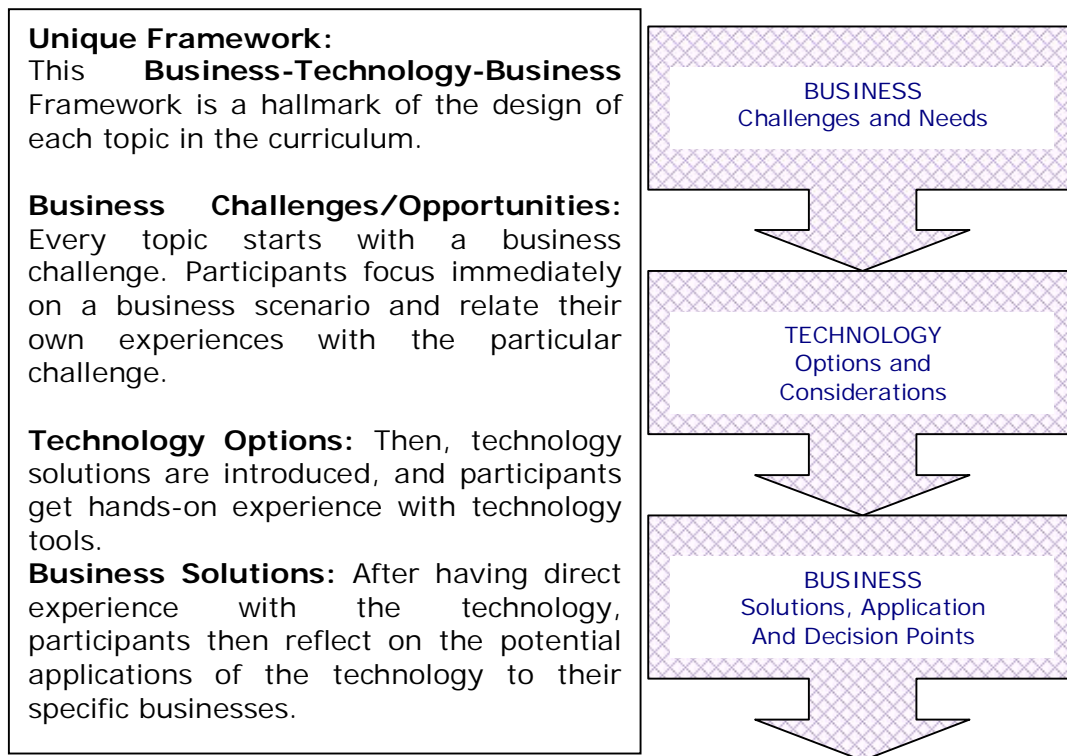 Unique Framework:
This Business-Technology-Business
Framework is a hallmark of the design of
each topic in the curriculum.
Business Challenges/Opportunities:
Every topic starts with a business
challenge. Participants focus immediately
on a business scenario and relate their
own experiences with the particular
challenge.
Technology Options: Then, technology
solutions are introduced, and participants
get hands-on experience with technology
tools.
Business Solutions: After having direct
experience with the technology,
participants then reflect on the potential
applications of the technology to their
specific businesses.
BUSINESS
Challenges and Needs
TECHNOLOGY
Options and
Considerations
BUSINESS
Solutions, Application
And Decision Points